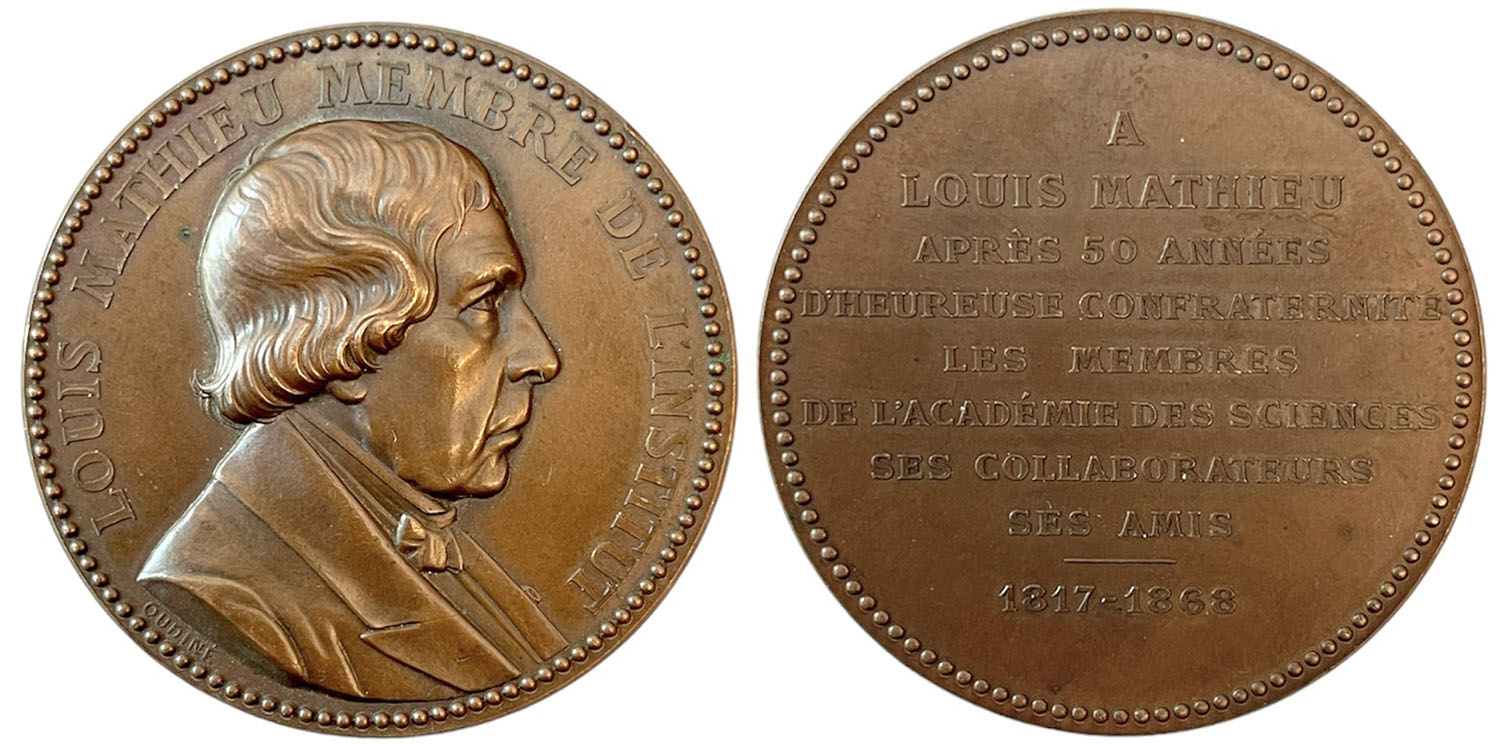 LOUIS MATHIEU MEMBRE DE L'INSTITUT
OUDINÉ
A
LOUIS MATHIEU
APRÈS 50 ANNÉES
D'HEUREUSE CONFRATERNITÉ
LES MEMBRES
DE L'ACADÉMIE DES SCIENCES
SES COLLABORATEURS
SES AMIS
1817-1868